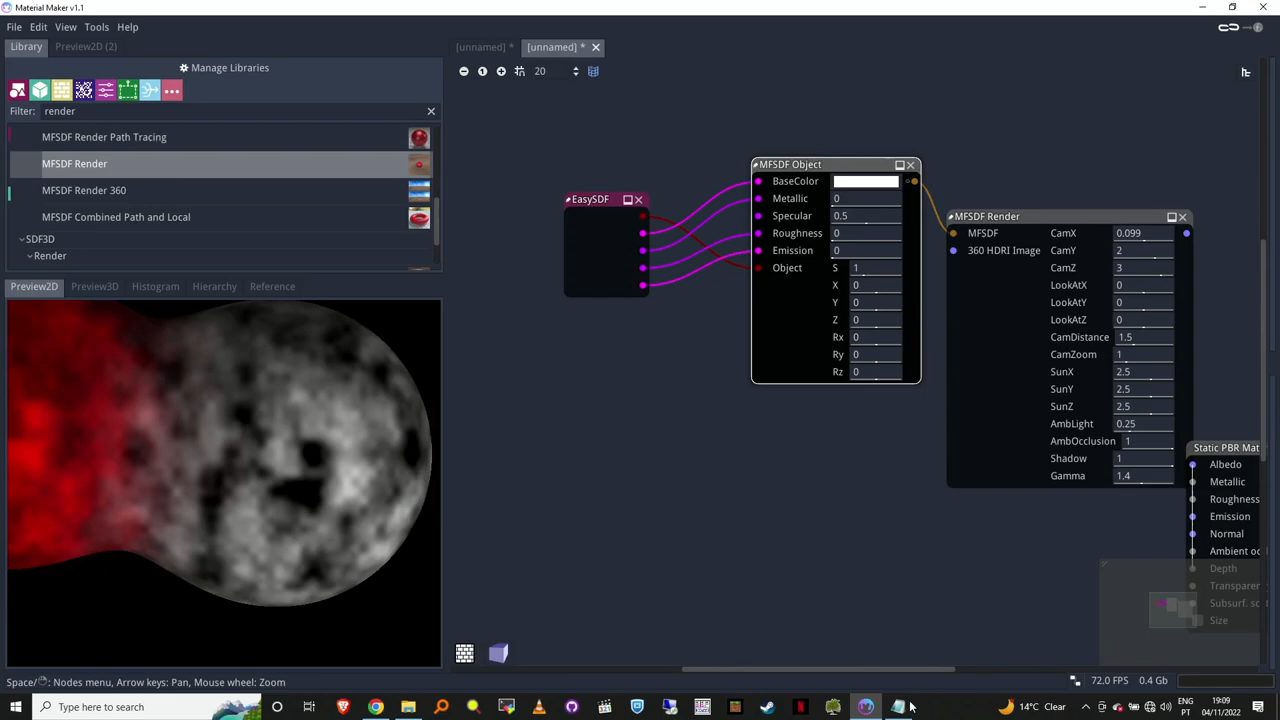 Material Maker v1.1
File Edit View Tools Help
Library Preview2D (2) [unnamed] * [unnamed] *
Manage Libraries
20
Filter: render
MFSDF Render Path Tracing
MFSDF Render
MFSDF Render 360
MFSDF Combined Path and Local
SDF3D
Render
Preview2D Preview3D Histogram Hierarchy Reference
EasySDF
MFSDF Object
BaseColor
Metallic 0
Specular 0.5
Roughness 0
Emission 0
Object S 1
X 0
Y 0
Z 0
Rx 0
Ry 0
Rz 0
MFSDF Render
MFSDF CamX 0.099
360 HDRI Image CamY 2
CamZ 3
LookAtX 0
LookAtY 0
LookAtZ 0
CamDistance 1.5
CamZoom 1
SunX 2.5
SunY 2.5
SunZ 2.5
AmbLight 0.25
AmbOcclusion 1
Shadow 1
Gamma 1.4
Static PBR Mat
Albedo
Metallic
Roughness
Emission
Normal
Ambient oc
Depth
Transparen
Subsurf. sc
Size
Space/ : Nodes menu, Arrow keys: Pan, Mouse wheel: Zoom 72.0 FPS 0.4 Gb
Type here to search 14°C Clear POR PT 19:09 04/11/2022